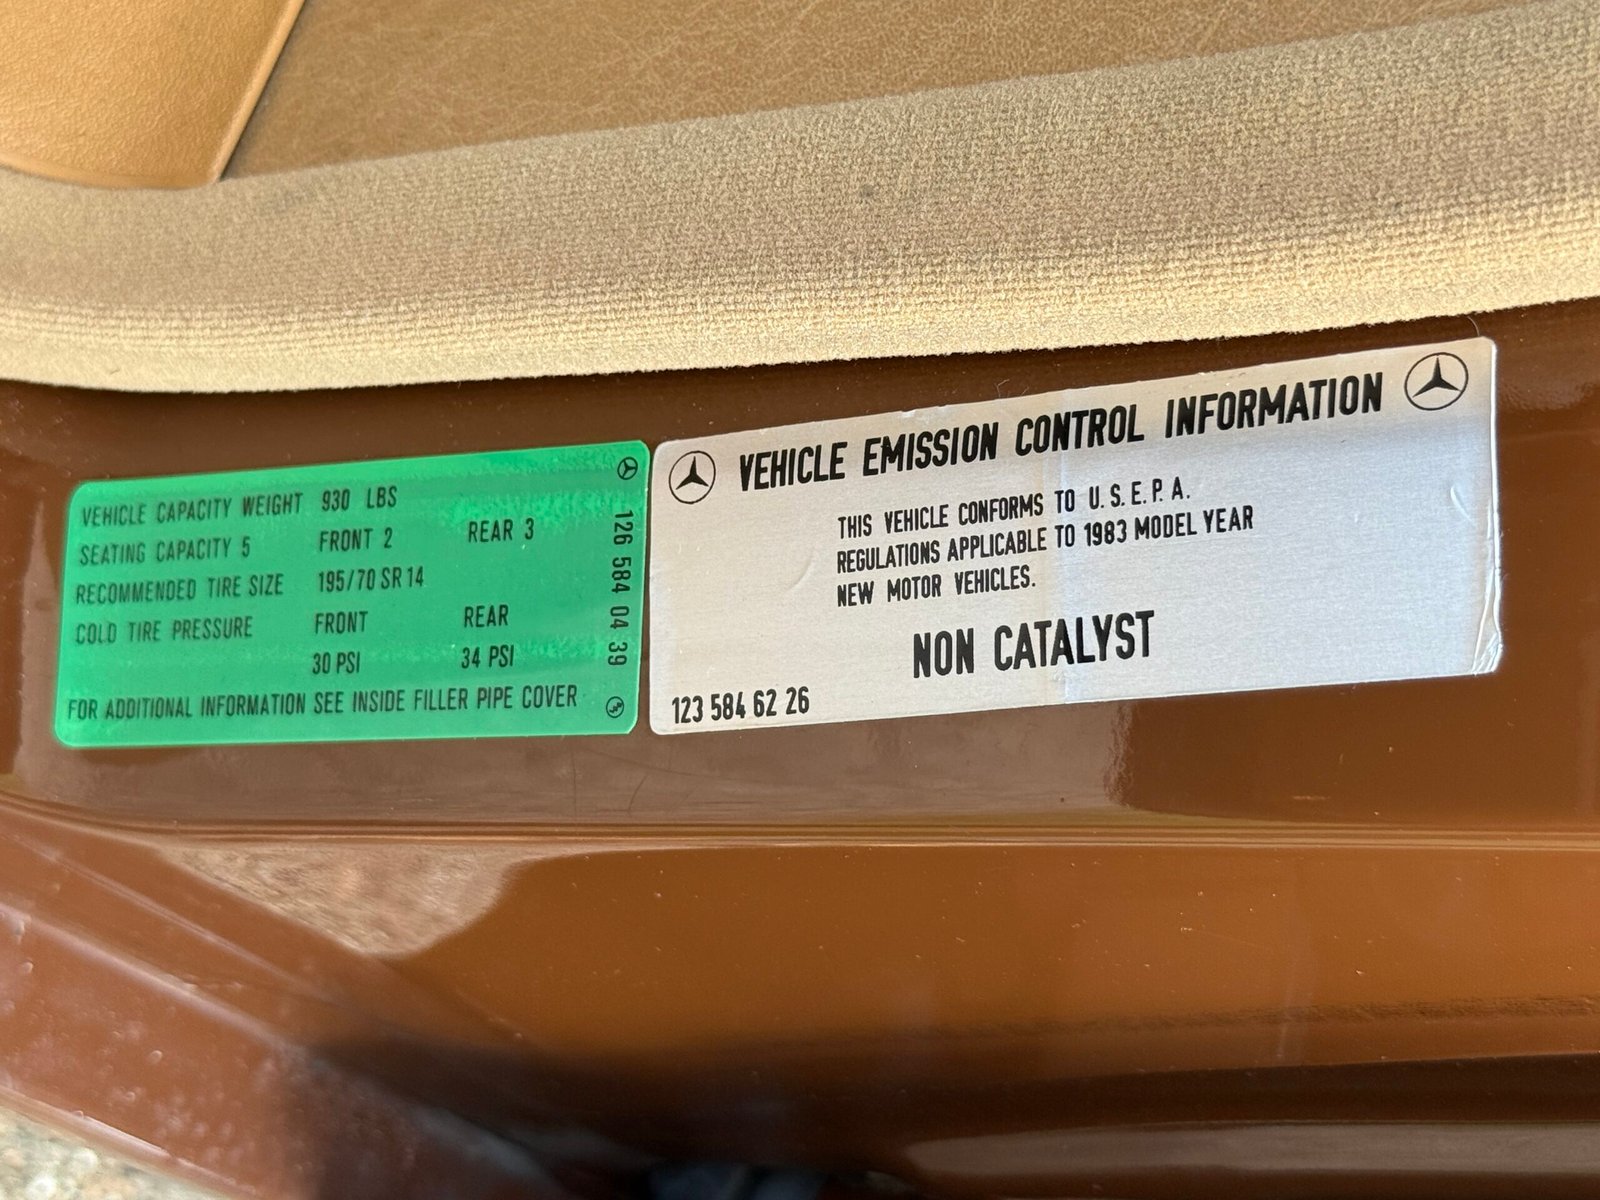 VEHICLE CAPACITY WEIGHT 930 LBS
SEATING CAPACITY 5 FRONT 2 REAR 3
RECOMMENDED TIRE SIZE 195/70 SR 14
COLD TIRE PRESSURE FRONT REAR
30 PSI 34 PSI
FOR ADDITIONAL INFORMATION SEE INSIDE FILLER PIPE COVER
126 584 04 39
VEHICLE EMISSION CONTROL INFORMATION
THIS VEHICLE CONFORMS TO U.S.E.P.A.
REGULATIONS APPLICABLE TO 1983 MODEL YEAR
NEW MOTOR VEHICLES.
NON CATALYST
123 584 62 26